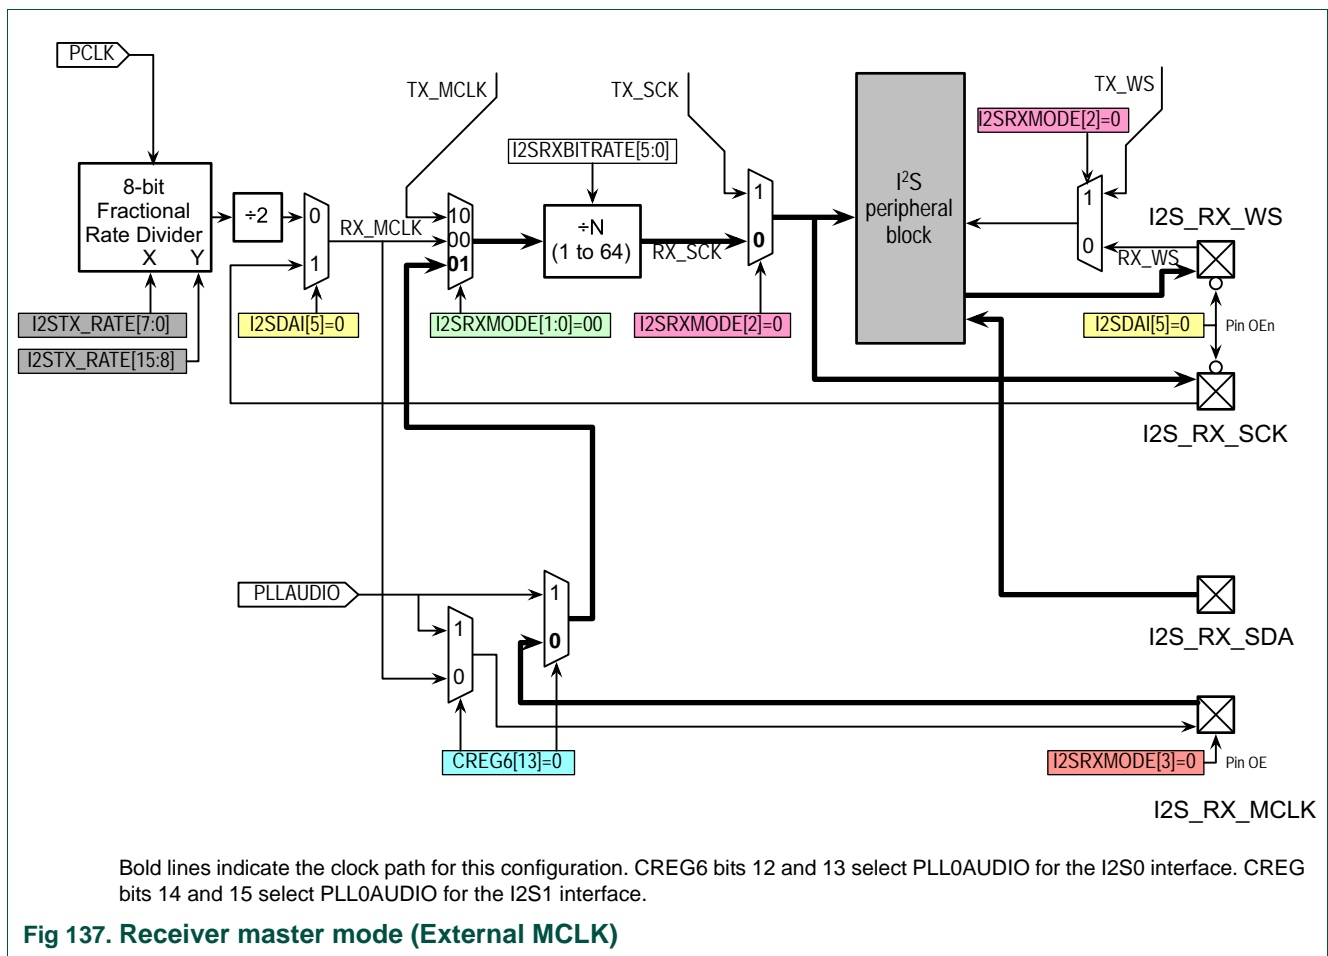 PCLK
TX_MCLK
TX_SCK
TX_WS
I2SRXMODE[2]=0
I2SRXBITRATE[5:0]
8-bit
Fractional
Rate Divider
X Y
÷2
0
1
RX_MCLK
10
00
01
÷N
(1 to 64)
RX_SCK
1
0
I2S
peripheral
block
1
0
RX_WS
I2S_RX_WS
I2STX_RATE[7:0]
I2STX_RATE[15:8]
I2SDAI[5]=0
I2SRXMODE[1:0]=00
I2SRXMODE[2]=0
I2SDAI[5]=0
Pin OEn
I2S_RX_SCK
PLLAUDIO
1
0
1
0
I2S_RX_SDA
CREG6[13]=0
I2SRXMODE[3]=0
Pin OE
I2S_RX_MCLK
Bold lines indicate the clock path for this configuration. CREG6 bits 12 and 13 select PLL0AUDIO for the I2S0 interface. CREG
bits 14 and 15 select PLL0AUDIO for the I2S1 interface.
Fig 137. Receiver master mode (External MCLK)